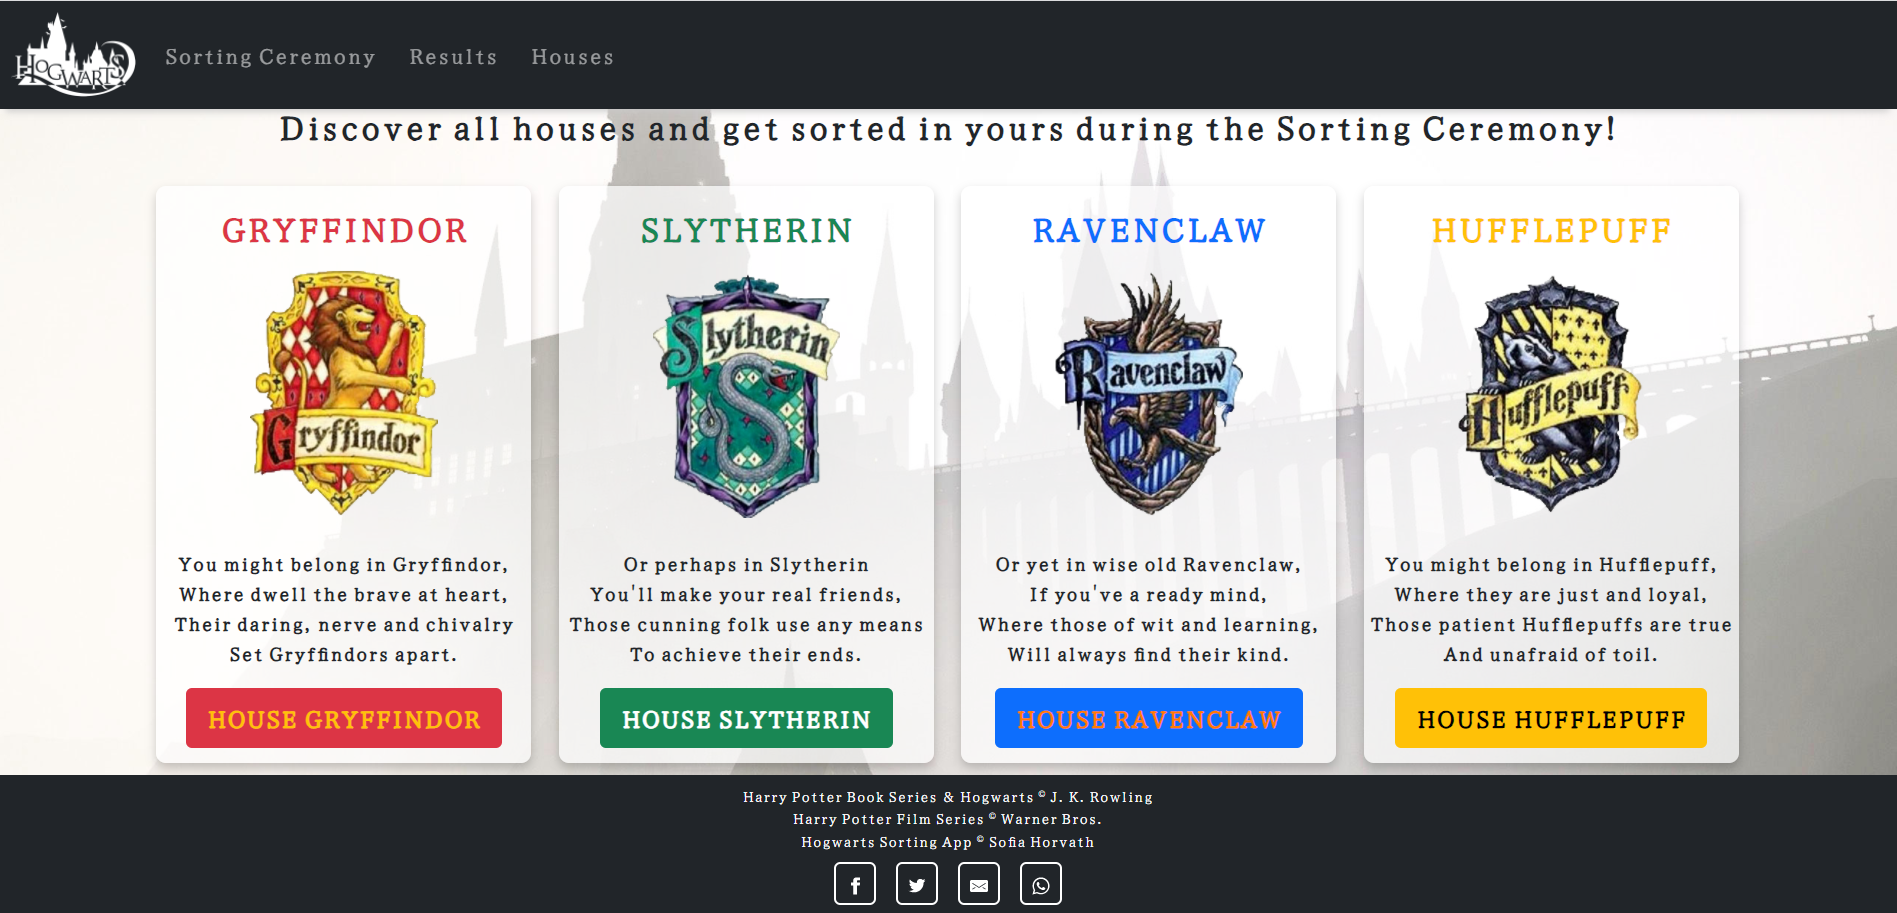 HOGWARTS
Sorting Ceremony
Results
Houses
Discover all houses and get sorted in yours during the Sorting Ceremony!
GRYFFINDOR
Gryffindor
You might belong in Gryffindor,
Where dwell the brave at heart,
Their daring, nerve and chivalry
Set Gryffindors apart.
HOUSE GRYFFINDOR
SLYTHERIN
Slytherin
Or perhaps in Slytherin
You'll make your real friends,
Those cunning folk use any means
To achieve their ends.
HOUSE SLYTHERIN
RAVENCLAW
Ravenclaw
Or yet in wise old Ravenclaw,
If you've a ready mind,
Where those of wit and learning,
Will always find their kind.
HOUSE RAVENCLAW
HUFFLEPUFF
Hufflepuff
You might belong in Hufflepuff,
Where they are just and loyal,
Those patient Hufflepuffs are true
And unafraid of toil.
HOUSE HUFFLEPUFF
Harry Potter Book Series & Hogwarts © J. K. Rowling
Harry Potter Film Series © Warner Bros.
Hogwarts Sorting App © Sofia Horvath